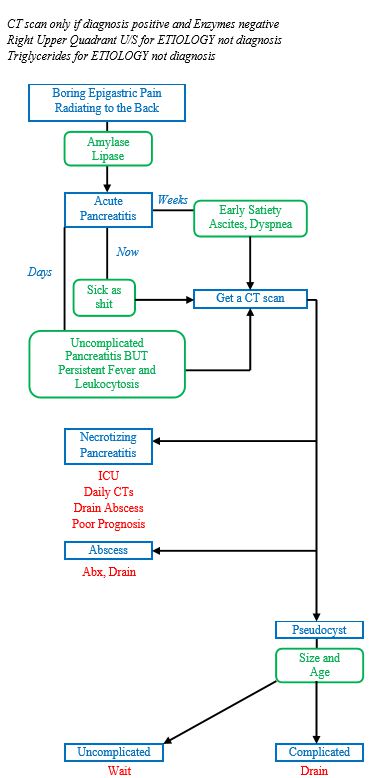 CT scan only if diagnosis positive and Enzymes negative
Right Upper Quadrant U/S for ETIOLOGY not diagnosis
Triglycerides for ETIOLOGY not diagnosis
Boring Epigastric Pain
Radiating to the Back
Amylase
Lipase
Acute
Pancreatitis
Weeks
Early Satiety
Ascites, Dyspnea
Now
Days
Sick as
shit
Get a CT scan
Uncomplicated
Pancreatitis BUT
Persistent Fever and
Leukocytosis
Necrotizing
Pancreatitis
ICU
Daily CTs
Drain Abscess
Poor Prognosis
Abscess
Abx, Drain
Pseudocyst
Size and
Age
Uncomplicated
Wait
Complicated
Drain